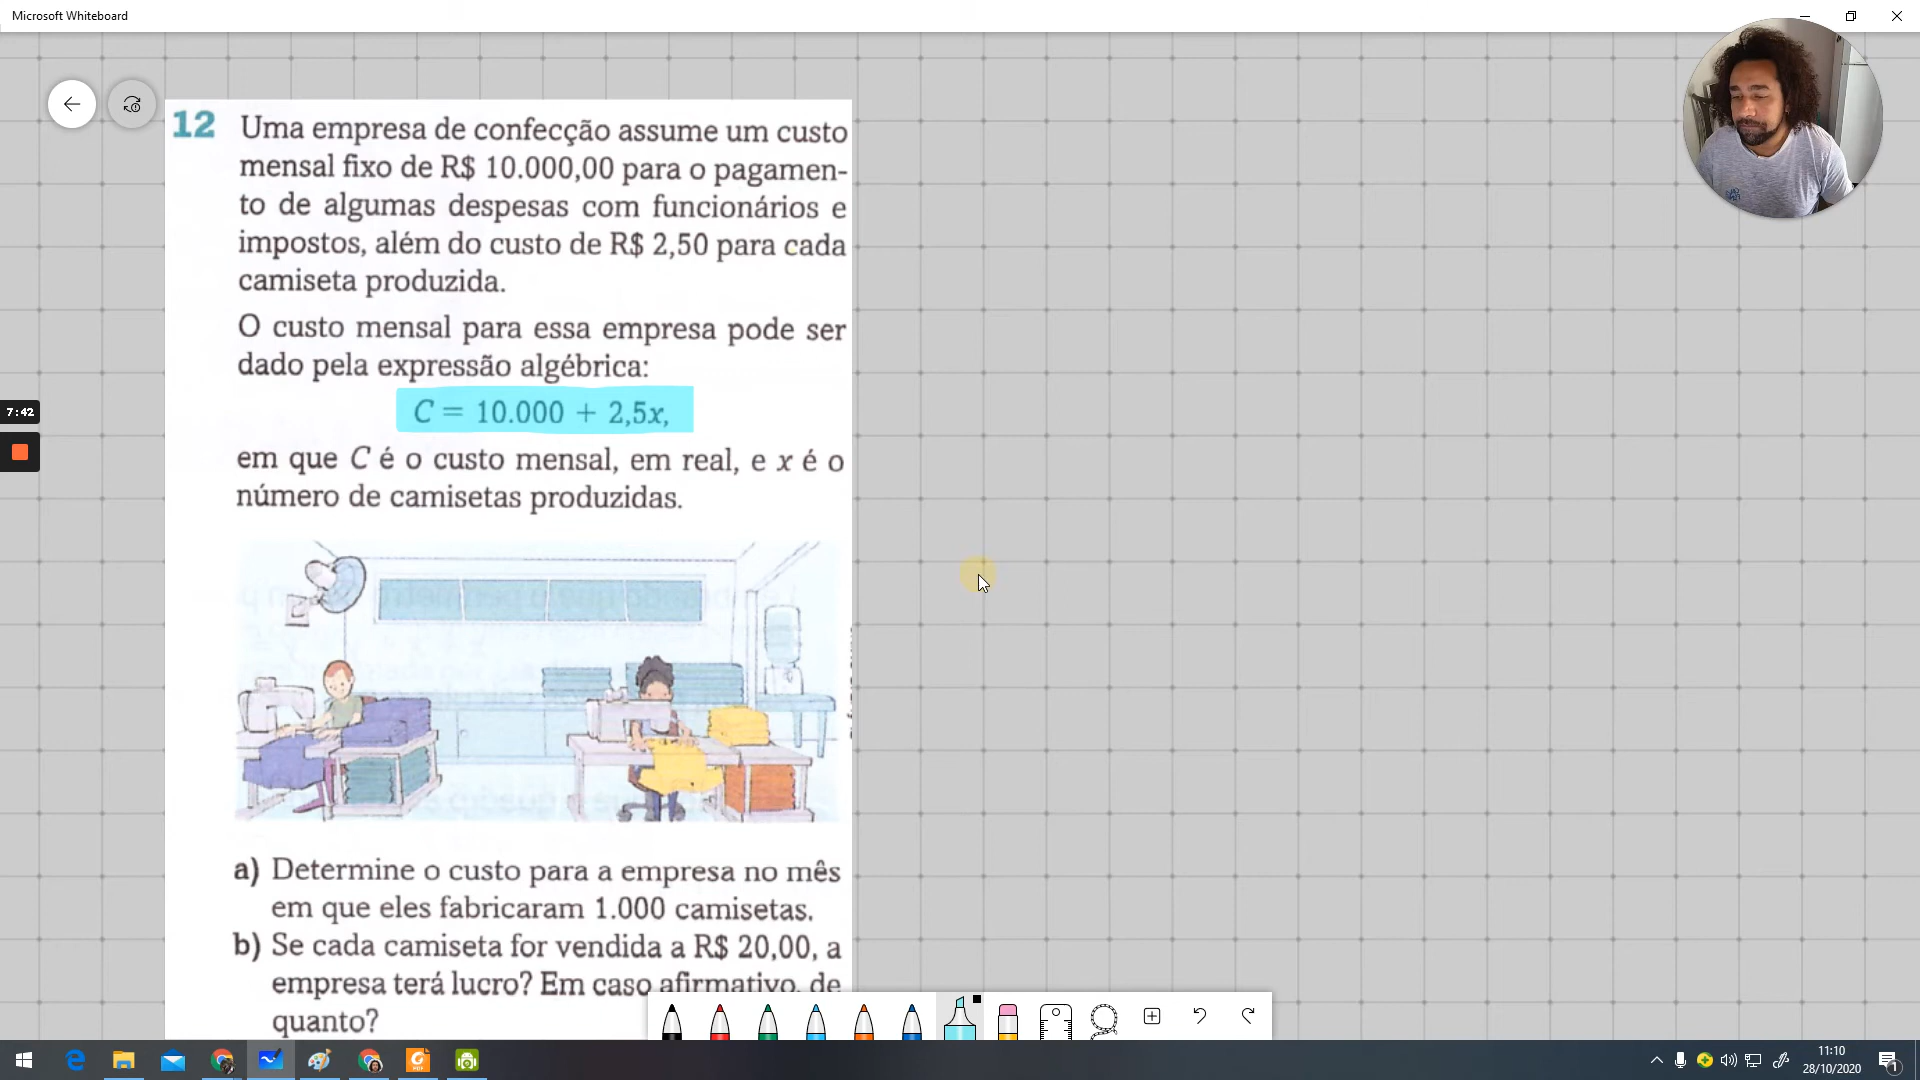 Microsoft Whiteboard
12 Uma empresa de confecção assume um custo
mensal fixo de R$ 10.000,00 para o pagamen-
to de algumas despesas com funcionários e
impostos, além do custo de R$ 2,50 para cada
camiseta produzida.
O custo mensal para essa empresa pode ser
dado pela expressão algébrica:
C = 10.000 + 2,5x,
em que C é o custo mensal, em real, e x é o
número de camisetas produzidas.
7:42
a) Determine o custo para a empresa no mês
em que eles fabricaram 1.000 camisetas.
b) Se cada camiseta for vendida a R$ 20,00, a
empresa terá lucro? Em caso afirmativo, de
quanto?
11:10
28/10/2020
1